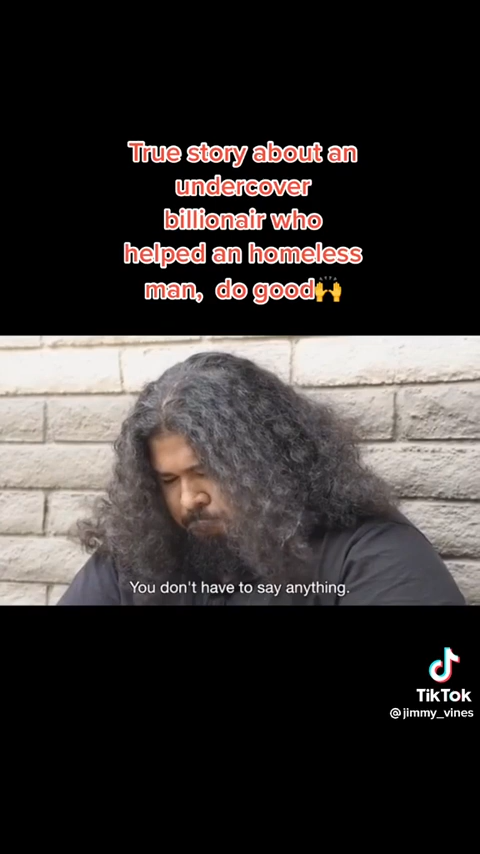 True story about an
undercover
billionair who
helped an homeless
man, do good🙌
You don't have to say anything.
TikTok
@jimmy_vines